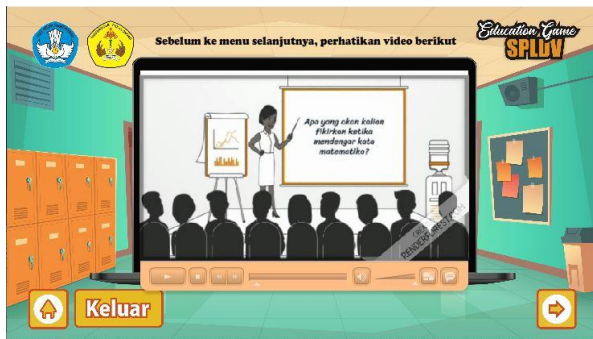 Sebelum ke menu selanjutnya, perhatikan video berikut
Education Game
SPLDV
Apa yang akan kalian
fikirkan ketika
mendengar kata
matematika?
Keluar